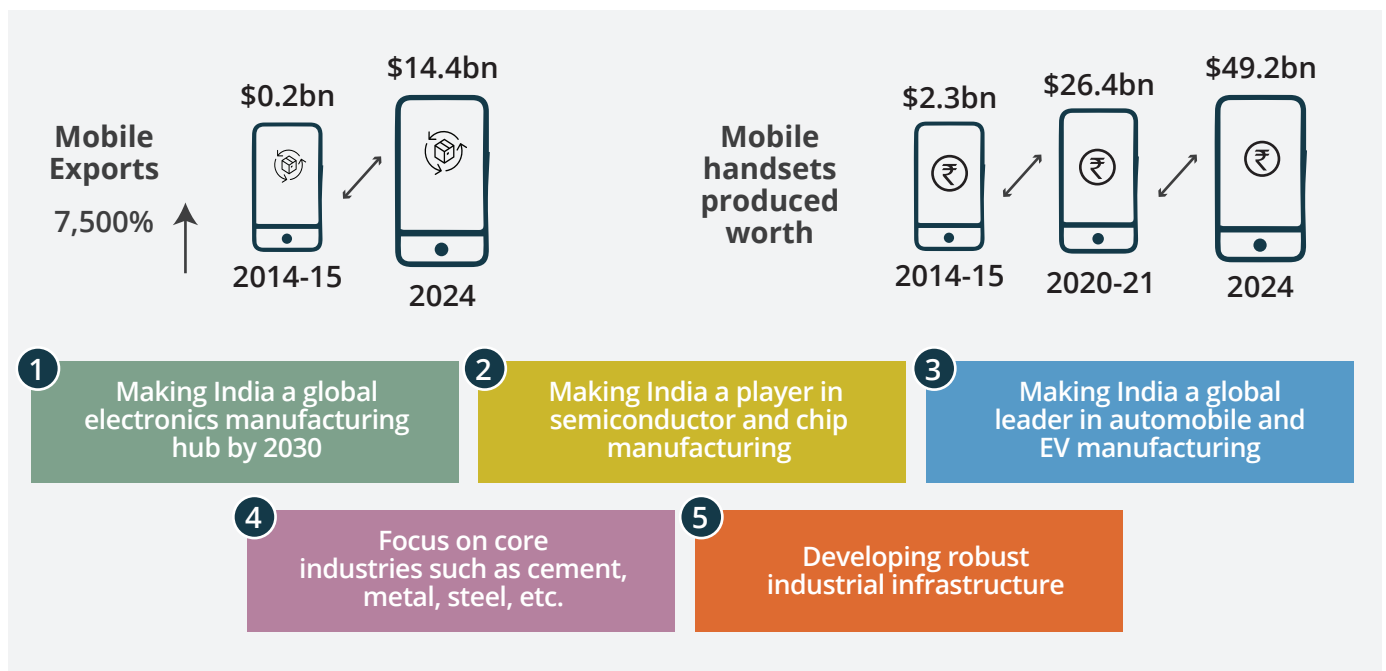 Mobile
Exports
7,500%
$0.2bn
2014-15
$14.4bn
2024
Mobile
handsets
produced
worth
$2.3bn
₹
2014-15
$26.4bn
₹
2020-21
$49.2bn
₹
2024
1
Making India a global
electronics manufacturing
hub by 2030
2
Making India a player in
semiconductor and chip
manufacturing
3
Making India a global
leader in automobile and
EV manufacturing
4
Focus on core
industries such as cement,
metal, steel, etc.
5
Developing robust
industrial infrastructure